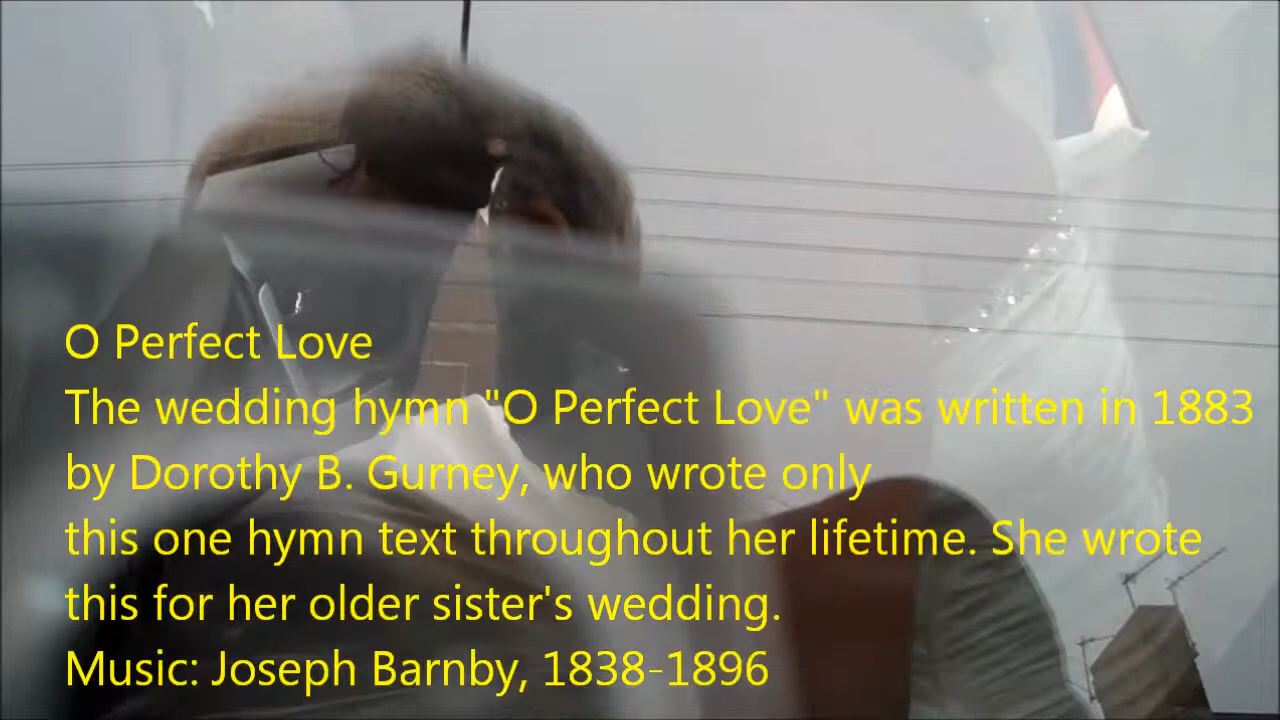 O Perfect Love
The wedding hymn "O Perfect Love" was written in 1883
by Dorothy B. Gurney, who wrote only
this one hymn text throughout her lifetime. She wrote
this for her older sister's wedding.
Music: Joseph Barnby, 1838-1896